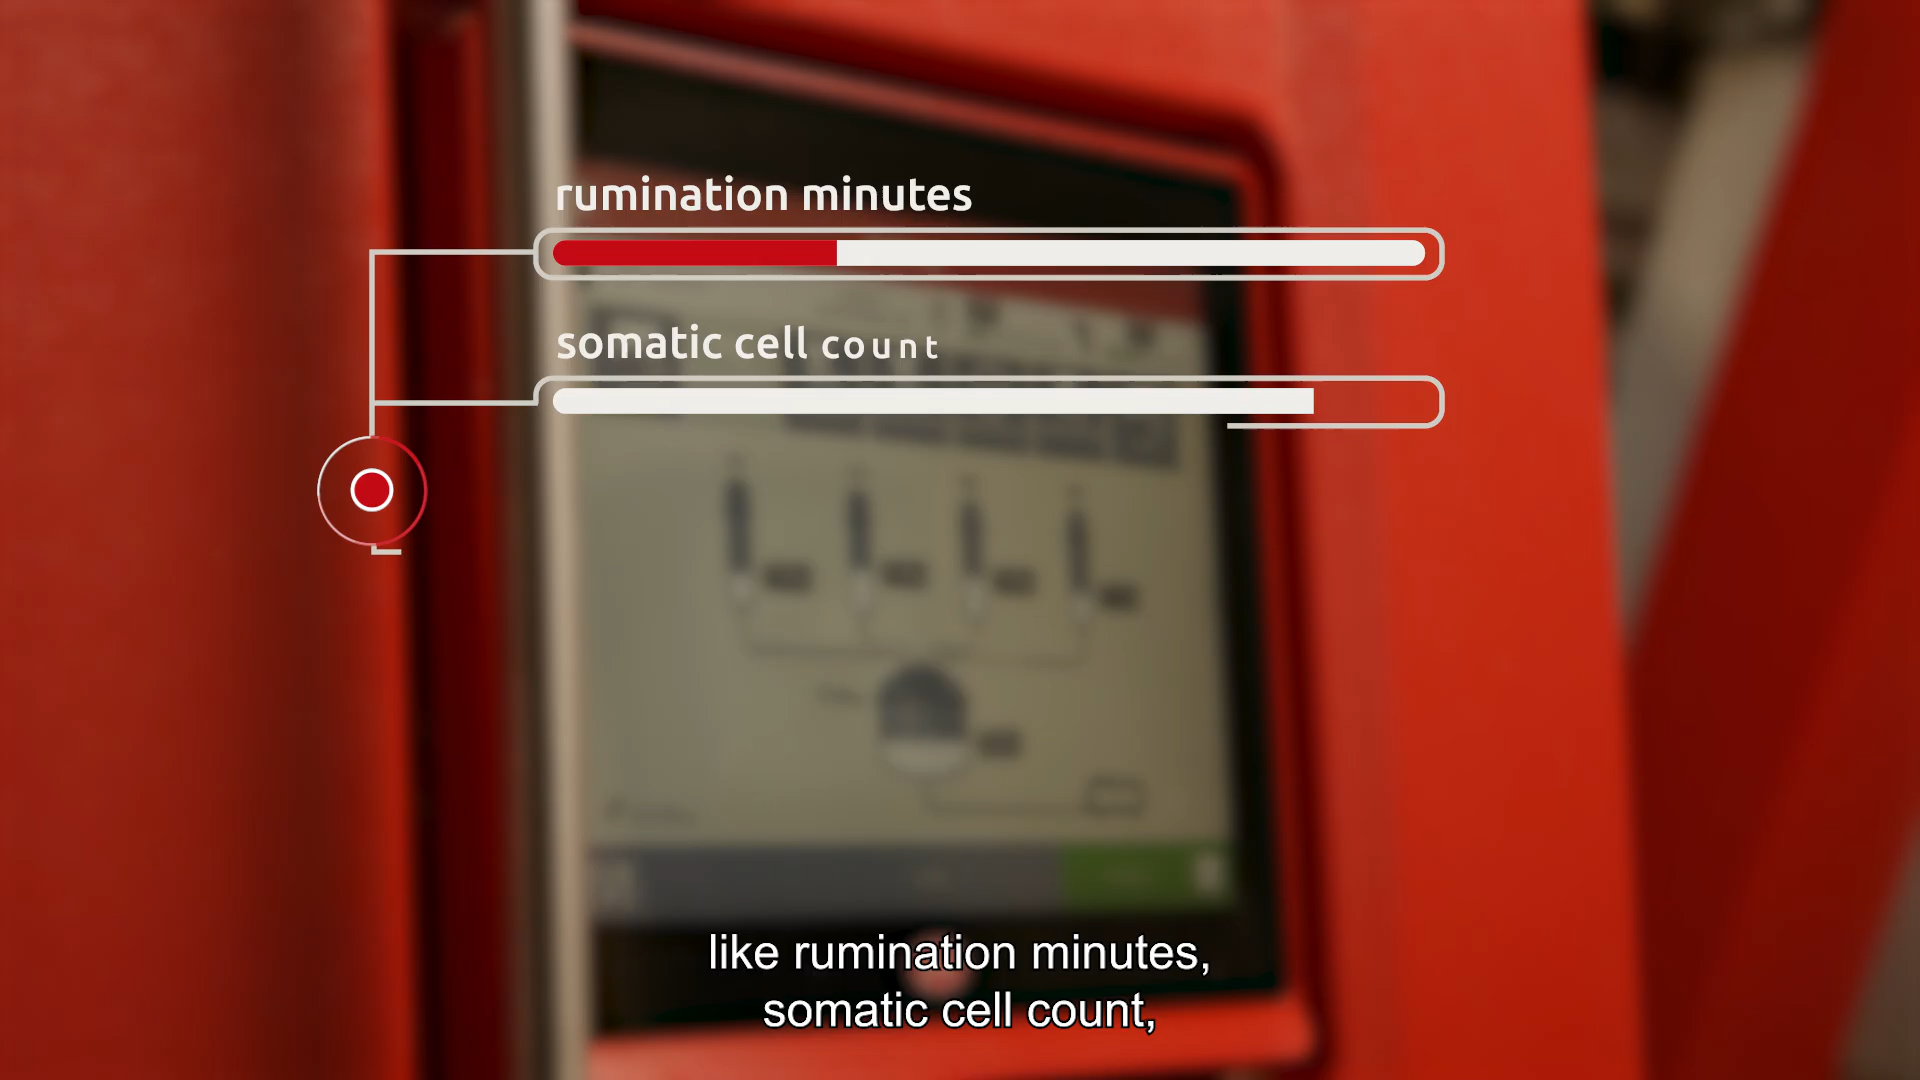 rumination minutes
somatic cell count
like rumination minutes,
somatic cell count,